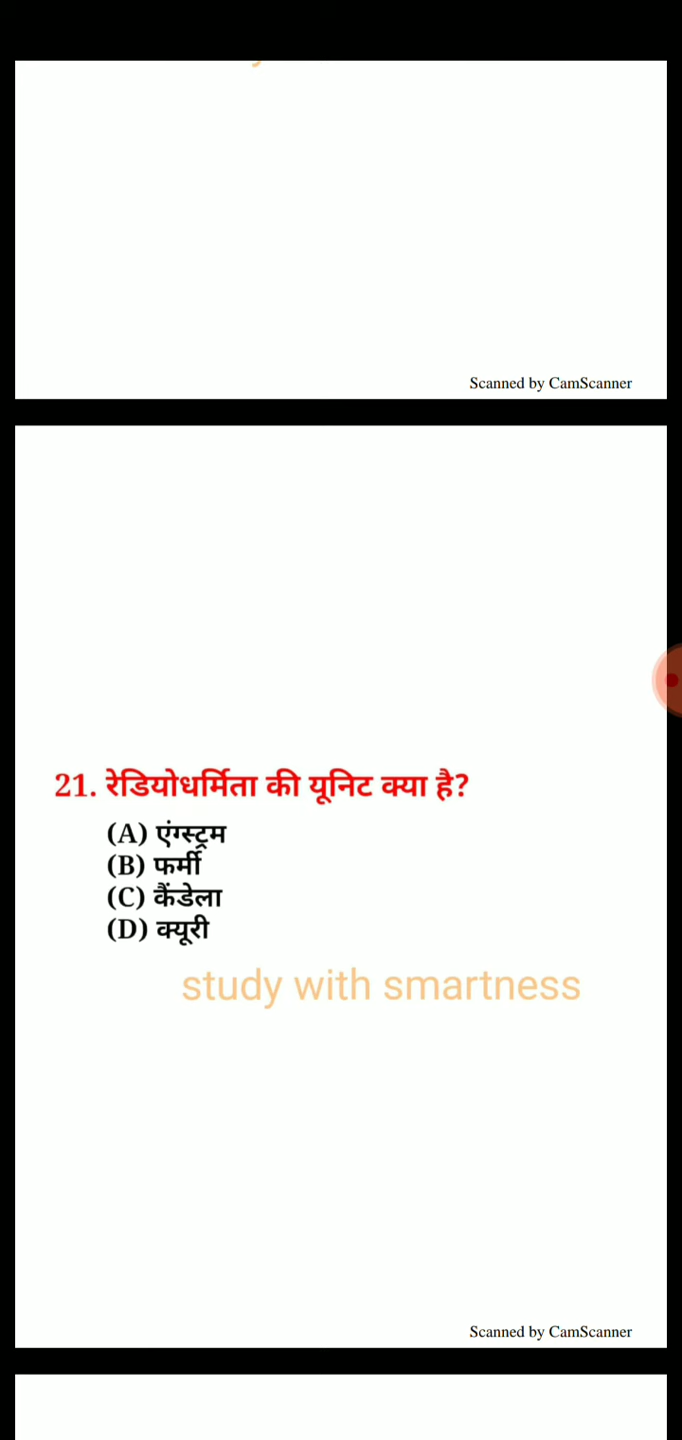 Scanned by CamScanner
21. रेडियोधर्मिता की यूनिट क्या है?
(A) एंग्स्ट्रम
(B) फर्मी
(C) कैंडेला
(D) क्यूरी
study with smartness
Scanned by CamScanner